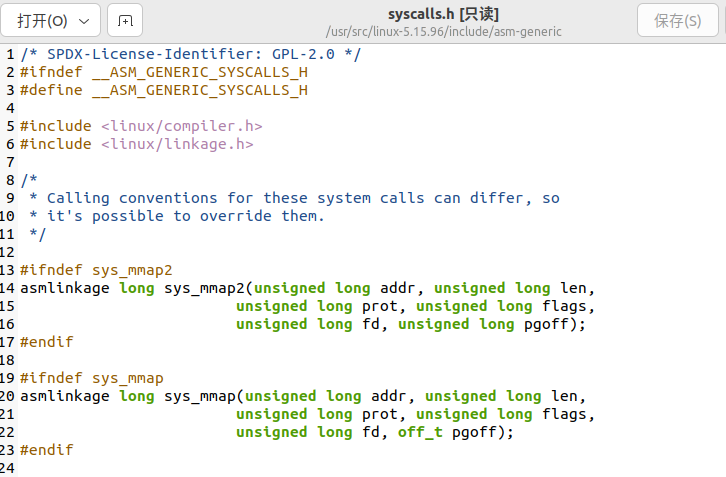 打开(O)
syscalls.h [只读]
/usr/src/linux-5.15.96/include/asm-generic
保存(S)
1 /* SPDX-License-Identifier: GPL-2.0 */
2 #ifndef __ASM_GENERIC_SYSCALLS_H
3 #define __ASM_GENERIC_SYSCALLS_H
4
5 #include <linux/compiler.h>
6 #include <linux/linkage.h>
7
8 /*
9  * Calling conventions for these system calls can differ, so
10  * it's possible to override them.
11  */
12
13 #ifndef sys_mmap2
14 asmlinkage long sys_mmap2(unsigned long addr, unsigned long len,
15                         unsigned long prot, unsigned long flags,
16                         unsigned long fd, unsigned long pgoff);
17 #endif
18
19 #ifndef sys_mmap
20 asmlinkage long sys_mmap(unsigned long addr, unsigned long len,
21                         unsigned long prot, unsigned long flags,
22                         unsigned long fd, off_t pgoff);
23 #endif
24